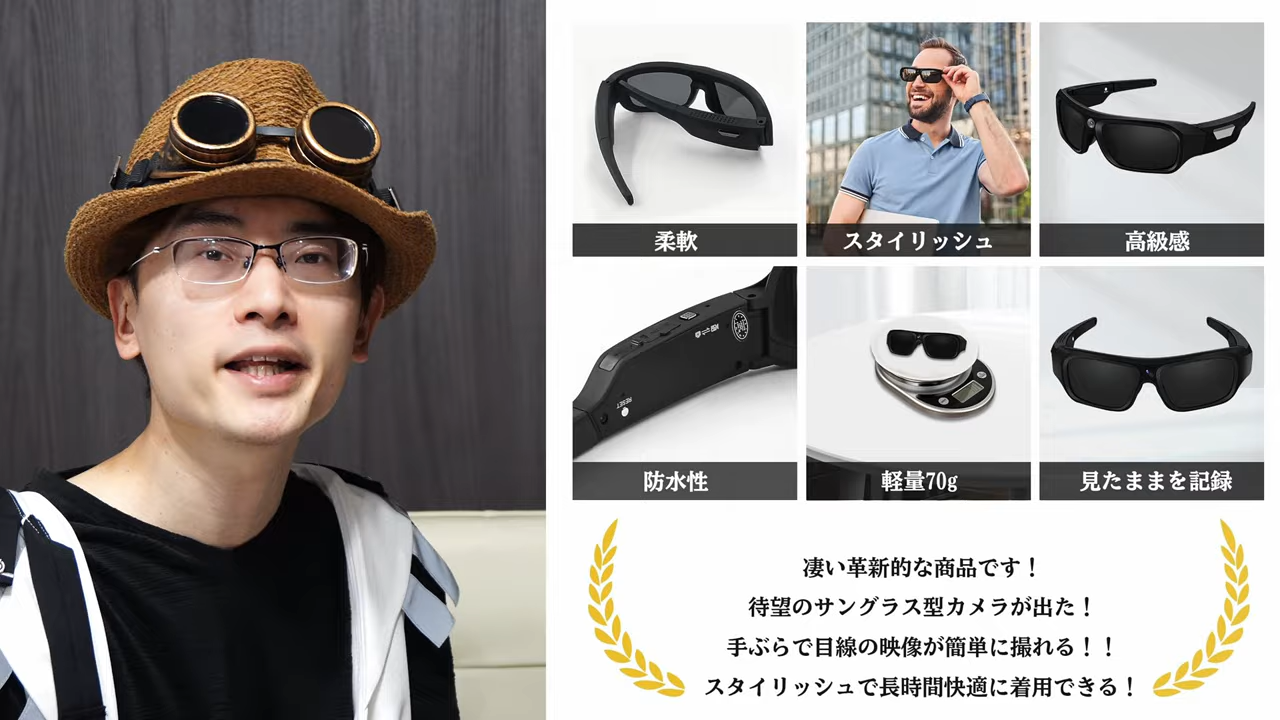 柔軟
スタイリッシュ
高級感
RESET
防水性
軽量70g
見たままを記録
凄い革新的な商品です！
待望のサングラス型カメラが出た！
手ぶらで目線の映像が簡単に撮れる！！
スタイリッシュで長時間快適に着用できる！